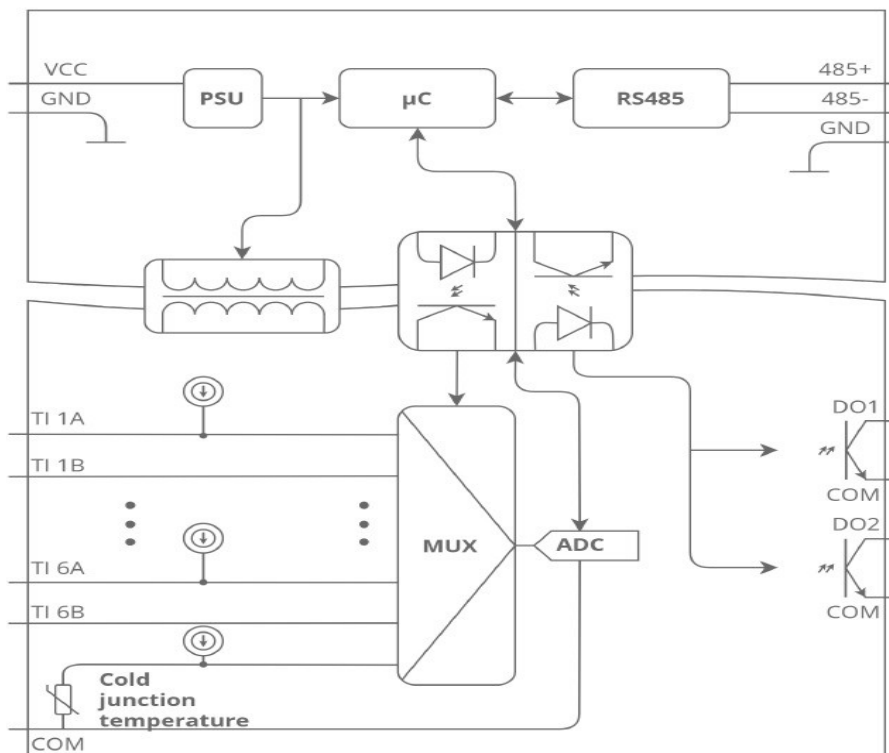 VCC
GND
PSU
µC
RS485
485+
485-
GND
TI 1A
TI 1B
TI 6A
TI 6B
MUX
ADC
DO1
COM
DO2
COM
Cold
junction
temperature
COM